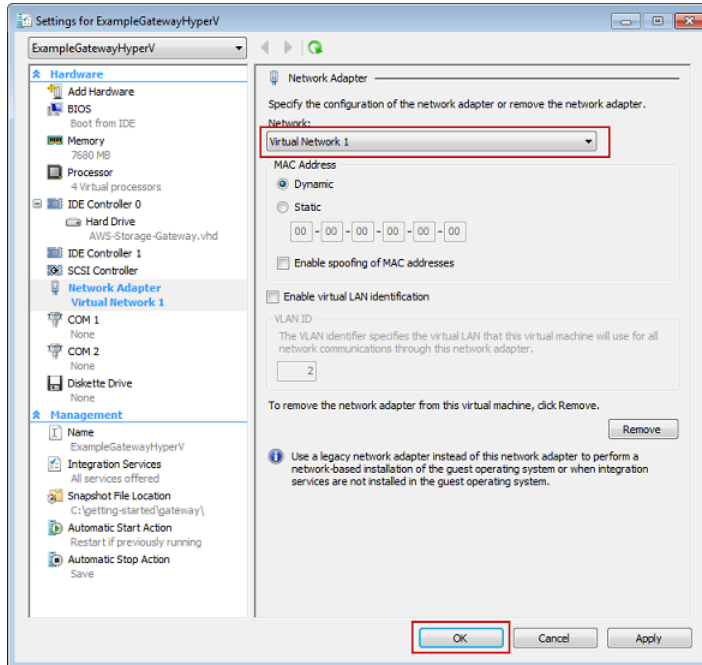 Settings for ExampleGatewayHyperV
ExampleGatewayHyperV
Hardware
Add Hardware
BIOS
Boot from IDE
Memory
7680 MB
Processor
4 Virtual processors
IDE Controller 0
Hard Drive
AWS-Storage-Gateway.vhd
IDE Controller 1
SCSI Controller
Network Adapter
Virtual Network 1
COM 1
None
COM 2
None
Diskette Drive
None
Management
Name
ExampleGatewayHyperV
Integration Services
All services offered
Snapshot File Location
C:\getting-started\gateway\
Automatic Start Action
Restart if previously running
Automatic Stop Action
Save
Network Adapter
Specify the configuration of the network adapter or remove the network adapter.
Network:
Virtual Network 1
MAC Address
Dynamic
Static
00 - 00 - 00 - 00 - 00 - 00
Enable spoofing of MAC addresses
Enable virtual LAN identification
VLAN ID
The VLAN identifier specifies the virtual LAN that this virtual machine will use for all
network communications through this network adapter.
2
To remove the network adapter from this virtual machine, click Remove.
Remove
Use a legacy network adapter instead of this network adapter to perform a
network-based installation of the guest operating system or when integration
services are not installed in the guest operating system.
OK Cancel Apply